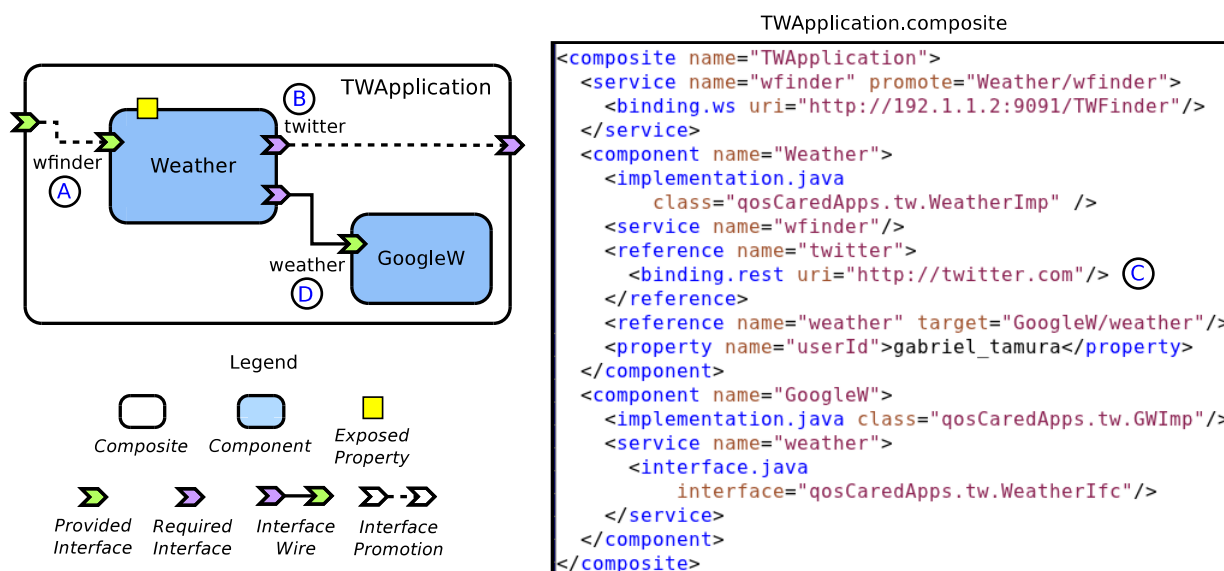 TWApplication.composite
TWApplication
B
twitter
wfinder
A
Weather
weather
D
GoogleW
Legend
Composite
Component
Exposed
Property
Provided
Interface
Required
Interface
Interface
Wire
Interface
Promotion
<composite name="TWApplication">
<service name="wfinder" promote="Weather/wfinder">
<binding.ws uri="http://192.1.1.2:9091/TWFinder"/>
</service>
<component name="Weather">
<implementation.java
class="qosCaredApps.tw.WeatherImp" />
<service name="wfinder"/>
<reference name="twitter">
<binding.rest uri="http://twitter.com"/> C
</reference>
<reference name="weather" target="GoogleW/weather"/>
<property name="userId">gabriel_tamura</property>
</component>
<component name="GoogleW">
<implementation.java class="qosCaredApps.tw.GWImp"/>
<service name="weather">
<interface.java
interface="qosCaredApps.tw.WeatherIfc"/>
</service>
</component>
</composite>